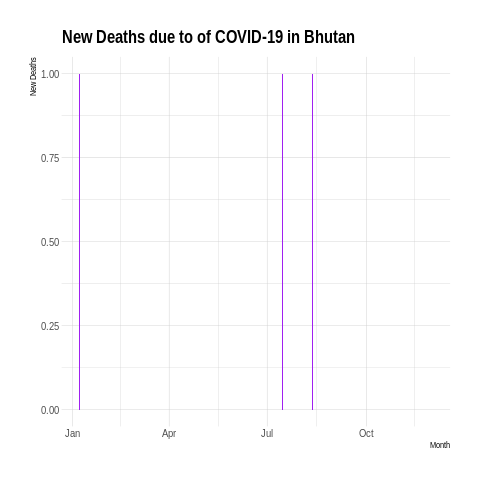 New Deaths due to of COVID-19 in Bhutan
New Deaths
1.00
0.75
0.50
0.25
0.00
Jan Apr Jul Oct
Month